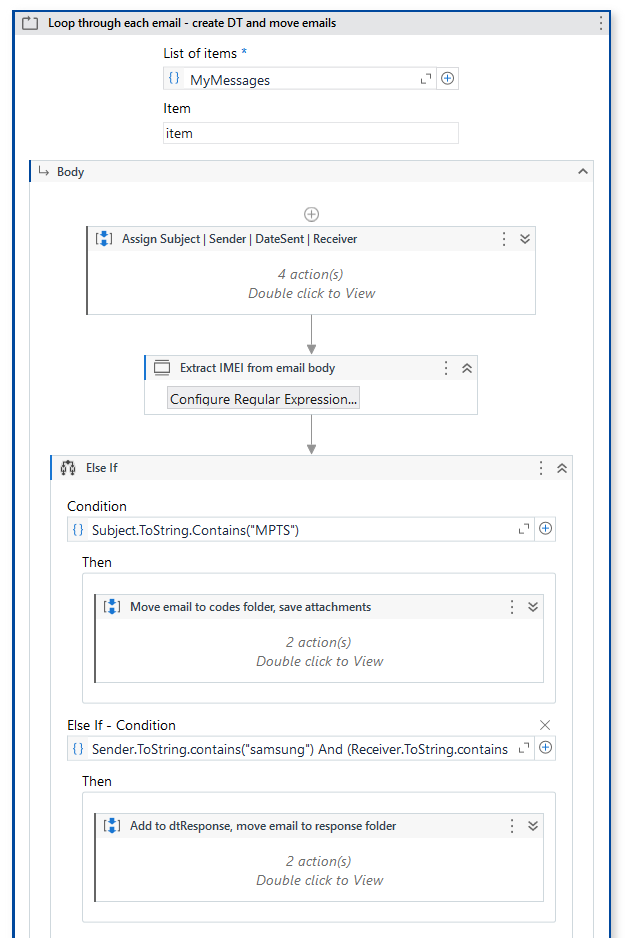 Loop through each email - create DT and move emails
List of items *
MyMessages
Item
item
Body
Assign Subject | Sender | DateSent | Receiver
4 action(s)
Double click to View
Extract IMEI from email body
Configure Regular Expression...
Else If
Condition
Subject.ToString.Contains("MPTS")
Then
Move email to codes folder, save attachments
2 action(s)
Double click to View
Else If - Condition
Sender.ToString.contains("samsung") And (Receiver.ToString.contains
Then
Add to dtResponse, move email to response folder
2 action(s)
Double click to View